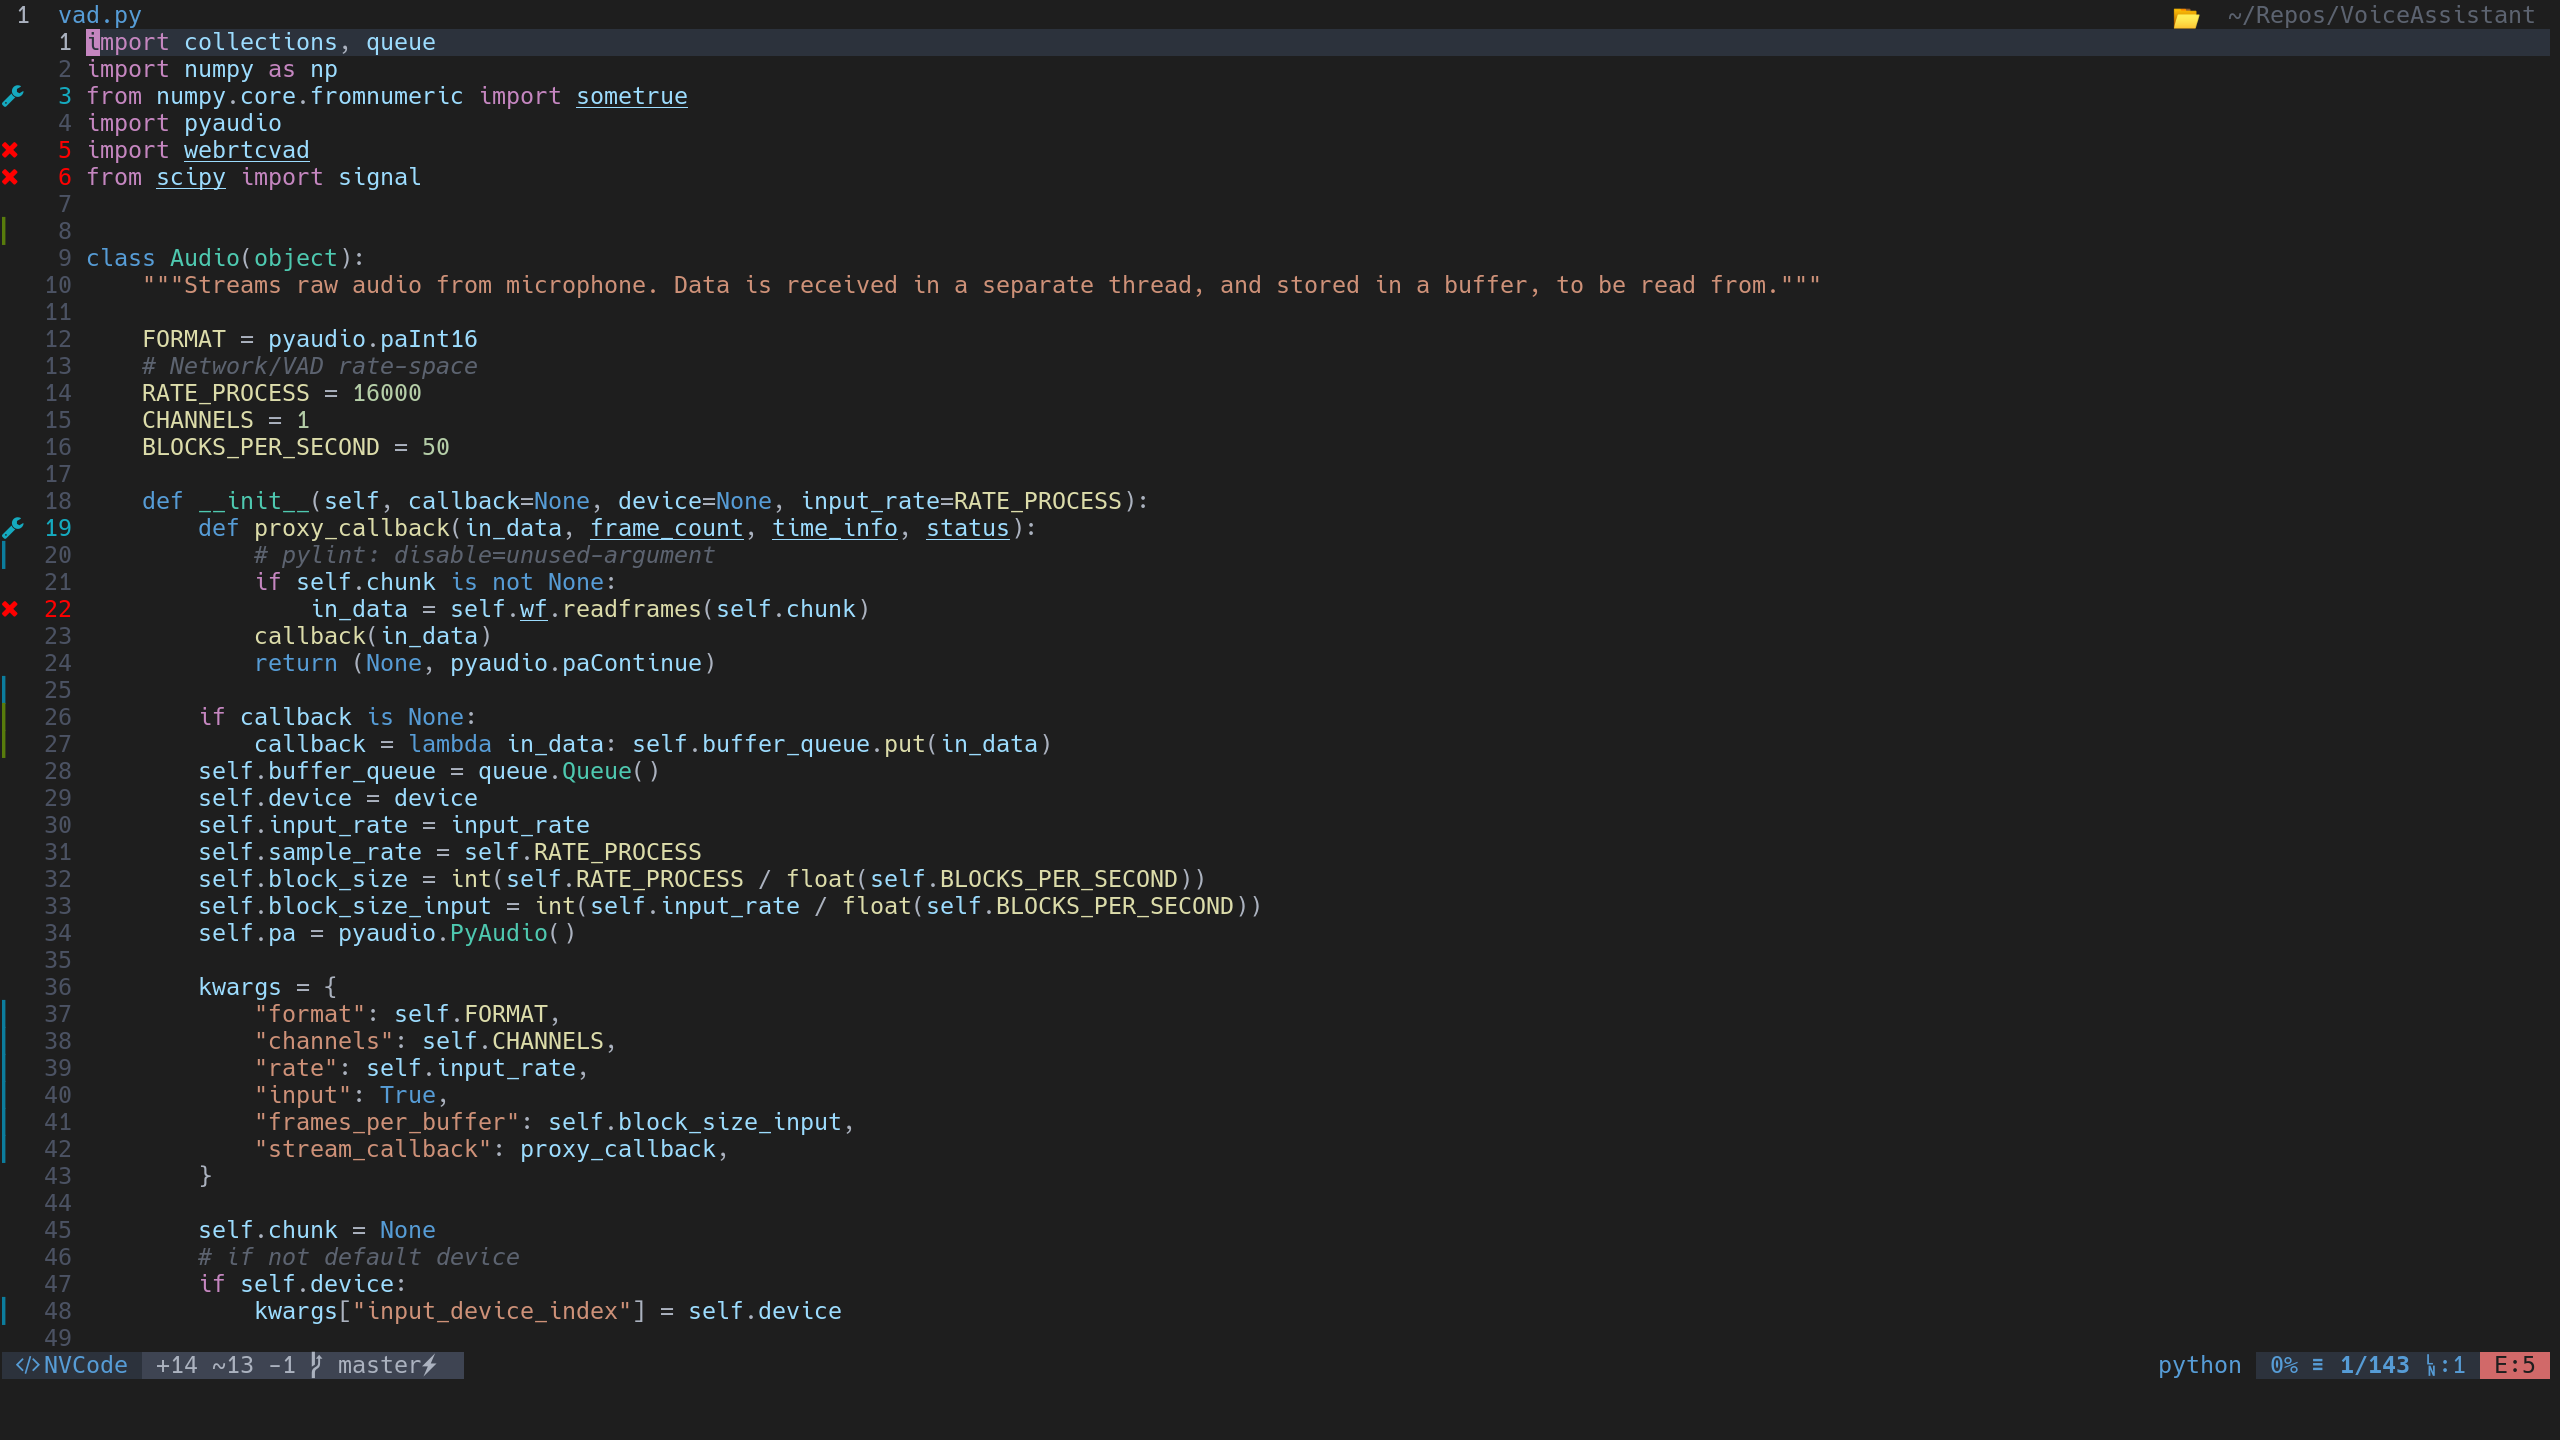 1  vad.py  ~/Repos/VoiceAssistant
1 import collections, queue
2 import numpy as np
3 from numpy.core.fromnumeric import sometrue
4 import pyaudio
5 import webrtcvad
6 from scipy import signal
7
8
9 class Audio(object):
10     """Streams raw audio from microphone. Data is received in a separate thread, and stored in a buffer, to be read from."""
11
12     FORMAT = pyaudio.paInt16
13     # Network/VAD rate-space
14     RATE_PROCESS = 16000
15     CHANNELS = 1
16     BLOCKS_PER_SECOND = 50
17
18     def __init__(self, callback=None, device=None, input_rate=RATE_PROCESS):
19         def proxy_callback(in_data, frame_count, time_info, status):
20             # pylint: disable=unused-argument
21             if self.chunk is not None:
22                 in_data = self.wf.readframes(self.chunk)
23             callback(in_data)
24             return (None, pyaudio.paContinue)
25
26         if callback is None:
27             callback = lambda in_data: self.buffer_queue.put(in_data)
28         self.buffer_queue = queue.Queue()
29         self.device = device
30         self.input_rate = input_rate
31         self.sample_rate = self.RATE_PROCESS
32         self.block_size = int(self.RATE_PROCESS / float(self.BLOCKS_PER_SECOND))
33         self.block_size_input = int(self.input_rate / float(self.BLOCKS_PER_SECOND))
34         self.pa = pyaudio.PyAudio()
35
36         kwargs = {
37             "format": self.FORMAT,
38             "channels": self.CHANNELS,
39             "rate": self.input_rate,
40             "input": True,
41             "frames_per_buffer": self.block_size_input,
42             "stream_callback": proxy_callback,
43         }
44
45         self.chunk = None
46         # if not default device
47         if self.device:
48             kwargs["input_device_index"] = self.device
49
</>NVCode  +14 ~13 -1 master⚡  python  0% ≡ 1/143 LN:1  E:5